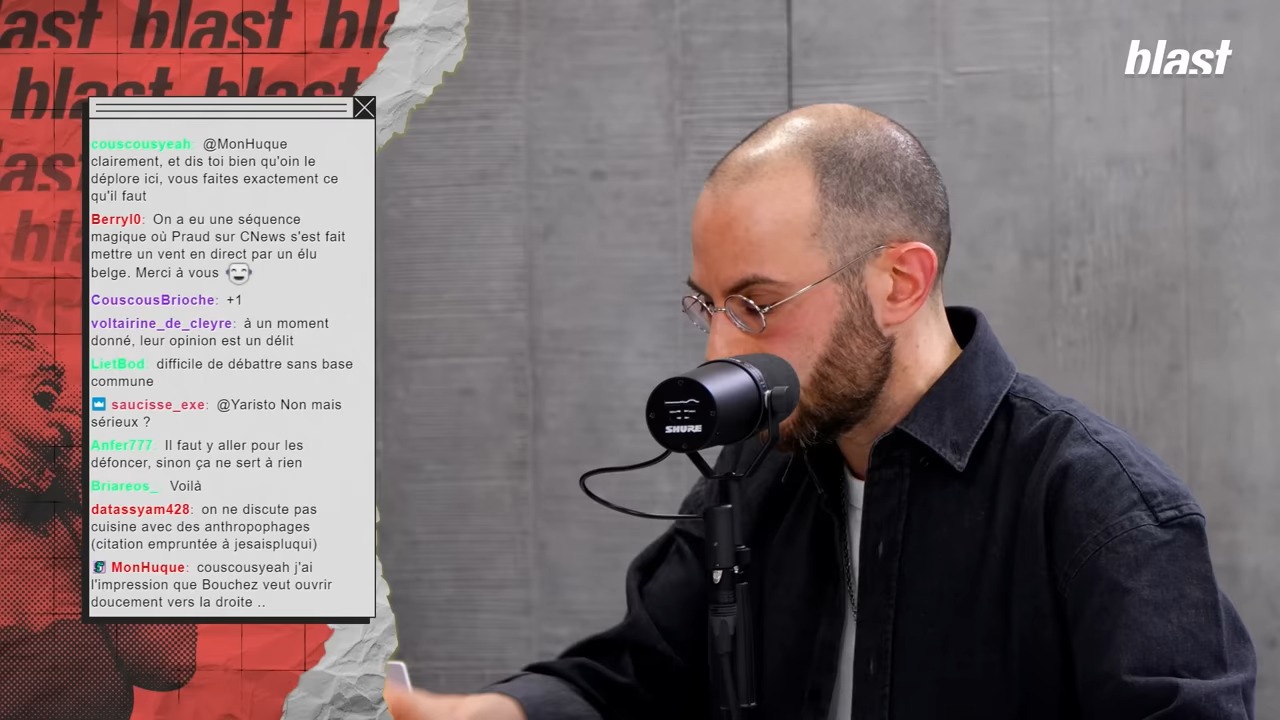 ast blast blast
blast blast
blast
couscousyeah: @MonHuque
clairement, et dis toi bien qu'oin le
déplore ici, vous faites exactement ce
qu'il faut
Berryl0: On a eu une séquence
magique où Praud sur CNews s'est fait
mettre un vent en direct par un élu
belge. Merci à vous
CouscousBrioche: +1
voltairine_de_cleyre: à un moment
donné, leur opinion est un délit
LietBod: difficile de débattre sans base
commune
saucisse_exe: @Yaristo Non mais
sérieux ?
Anfer777: Il faut y aller pour les
défoncer, sinon ça ne sert à rien
Briareos_: Voilà
datassyam428: on ne discute pas
cuisine avec des anthropophages
(citation empruntée à jesaispluqui)
MonHuque: couscousyeah j'ai
l'impression que Bouchez veut ouvrir
doucement vers la droite ..
SHURE